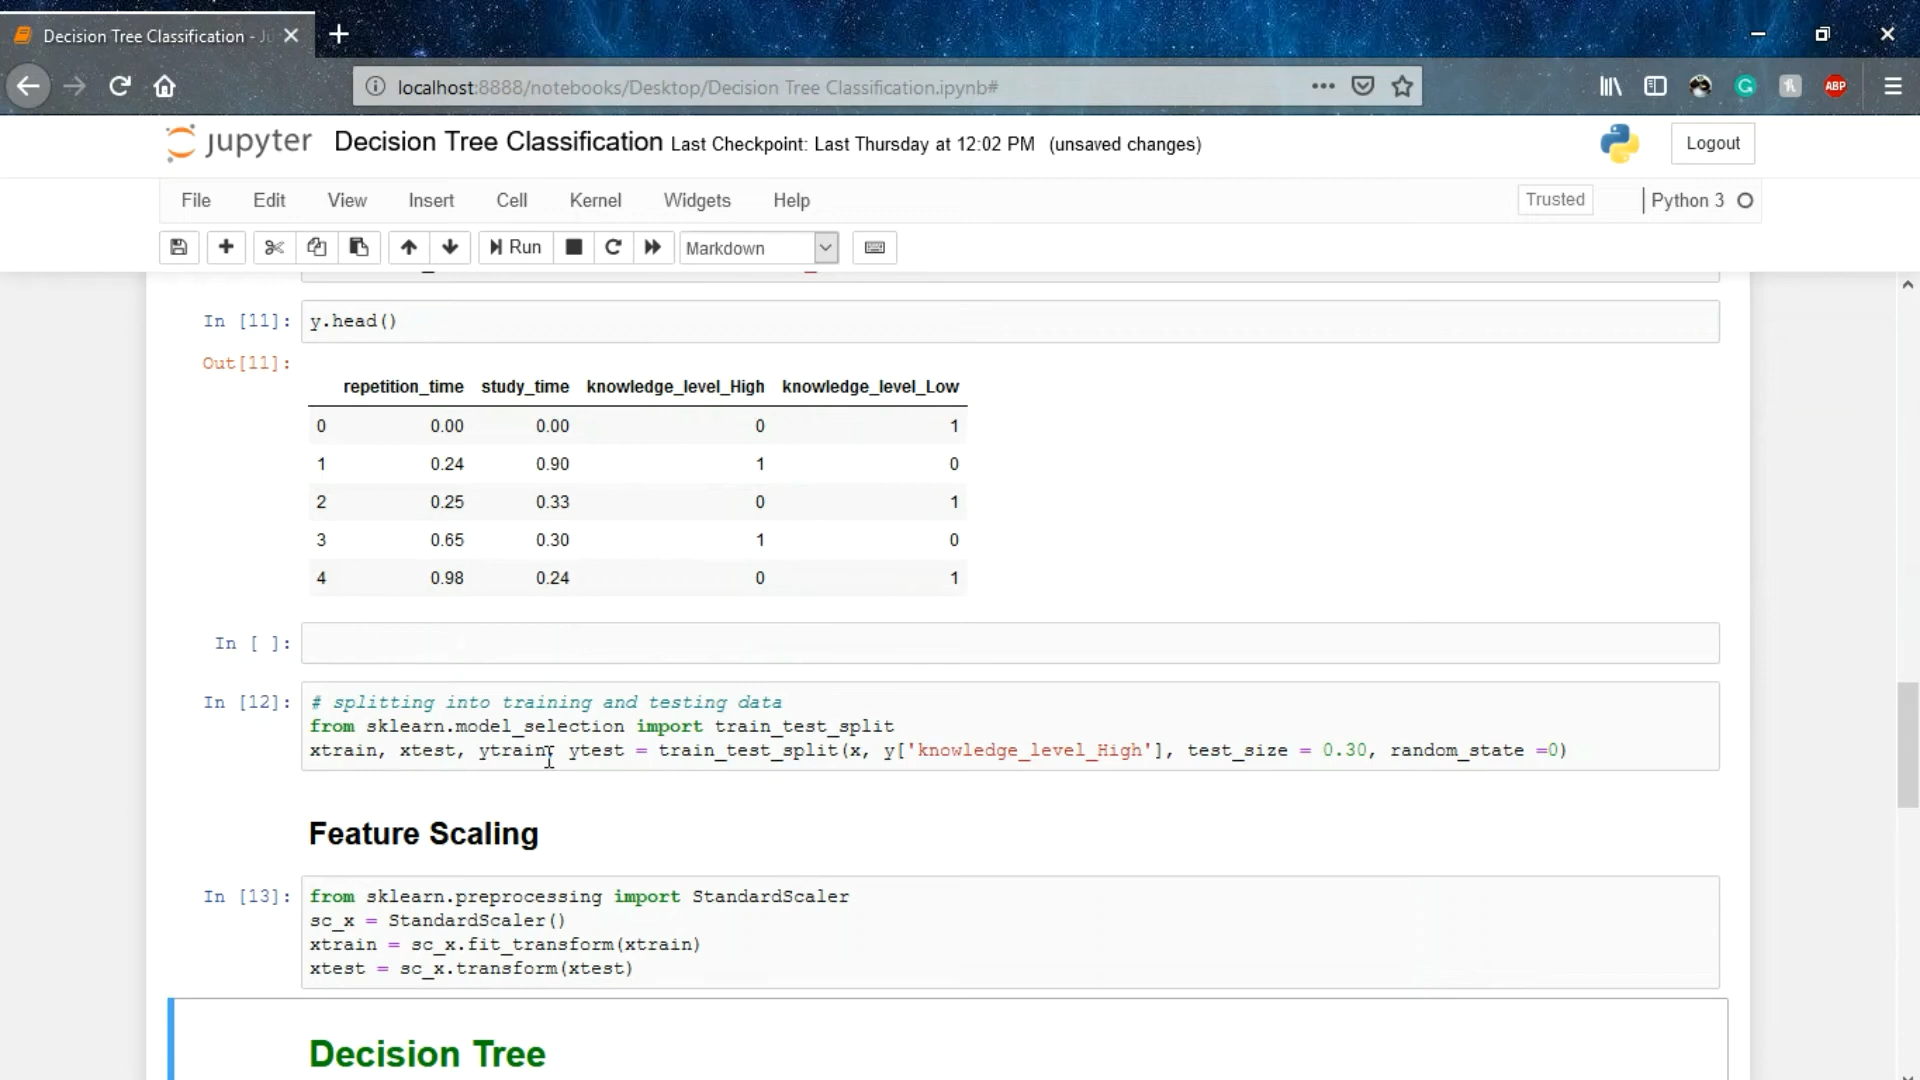 Decision Tree Classification - Ju
localhost:8888/notebooks/Desktop/Decision Tree Classification.ipynb#
ABP
jupyter Decision Tree Classification Last Checkpoint: Last Thursday at 12:02 PM (unsaved changes)
Logout
File Edit View Insert Cell Kernel Widgets Help
Trusted Python 3
Run Markdown
In [11]: y.head()
Out[11]:
repetition_time study_time knowledge_level_High knowledge_level_Low
0 0.00 0.00 0 1
1 0.24 0.90 1 0
2 0.25 0.33 0 1
3 0.65 0.30 1 0
4 0.98 0.24 0 1
In [ ]:
In [12]: # splitting into training and testing data
from sklearn.model_selection import train_test_split
xtrain, xtest, ytrain, ytest = train_test_split(x, y['knowledge_level_High'], test_size = 0.30, random_state =0)
Feature Scaling
In [13]: from sklearn.preprocessing import StandardScaler
sc_x = StandardScaler()
xtrain = sc_x.fit_transform(xtrain)
xtest = sc_x.transform(xtest)
Decision Tree